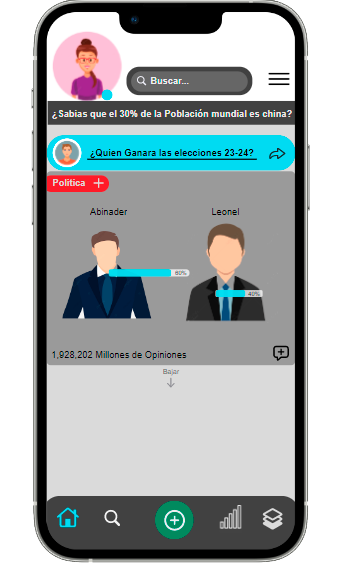 Buscar...
¿Sabias que el 30% de la Población mundial es china?
¿Quien Ganara las elecciones 23-24?
Política +
Abinader Leonel
60%
40%
1,928,202 Millones de Opiniones
Bajar